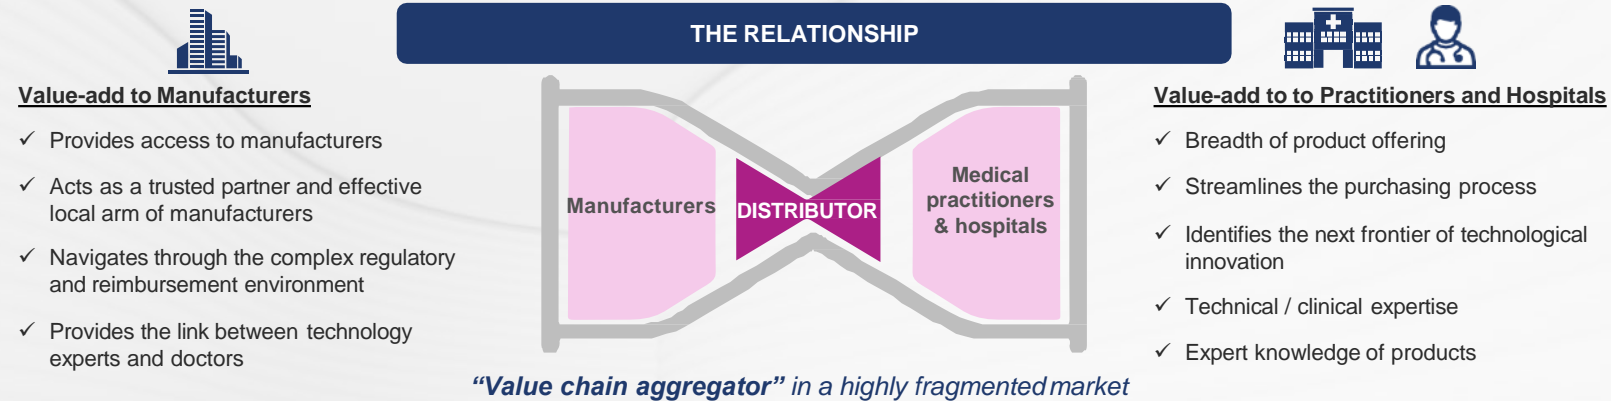 THE RELATIONSHIP
Value-add to Manufacturers
✓ Provides access to manufacturers
✓ Acts as a trusted partner and effective
local arm of manufacturers
✓ Navigates through the complex regulatory
and reimbursement environment
✓ Provides the link between technology
experts and doctors
Manufacturers
DISTRIBUTOR
Medical
practitioners
& hospitals
Value-add to to Practitioners and Hospitals
✓ Breadth of product offering
✓ Streamlines the purchasing process
✓ Identifies the next frontier of technological
innovation
✓ Technical / clinical expertise
✓ Expert knowledge of products
“Value chain aggregator” in a highly fragmented market